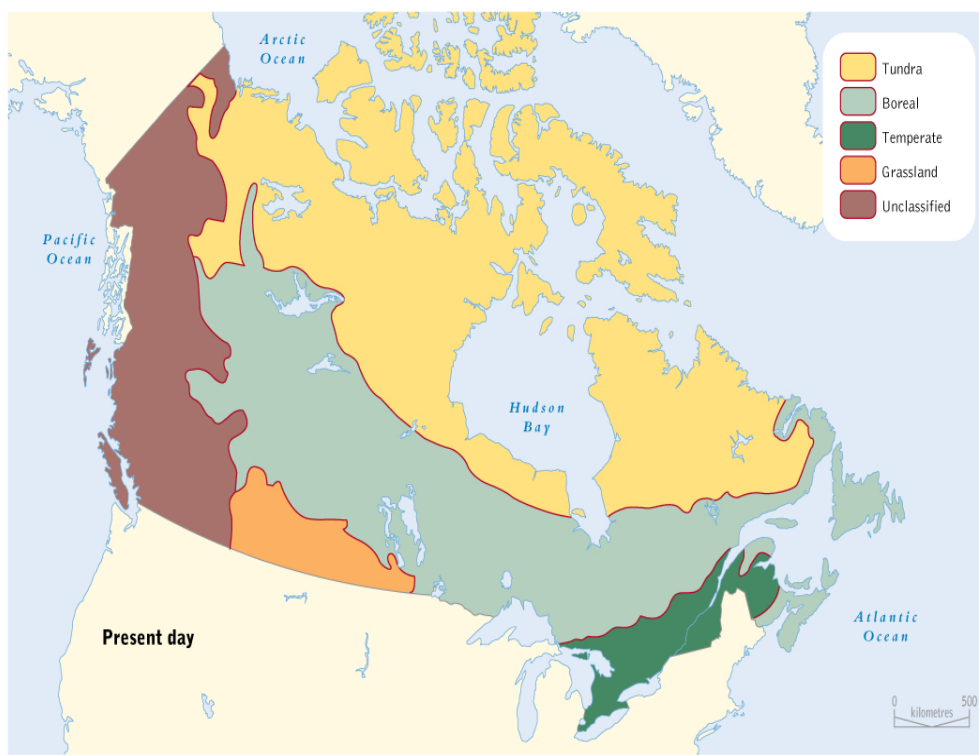 Arctic
Ocean
Tundra
Boreal
Temperate
Grassland
Unclassified
Pacific
Ocean
Hudson
Bay
Atlantic
Ocean
Present day
0 500
kilometres